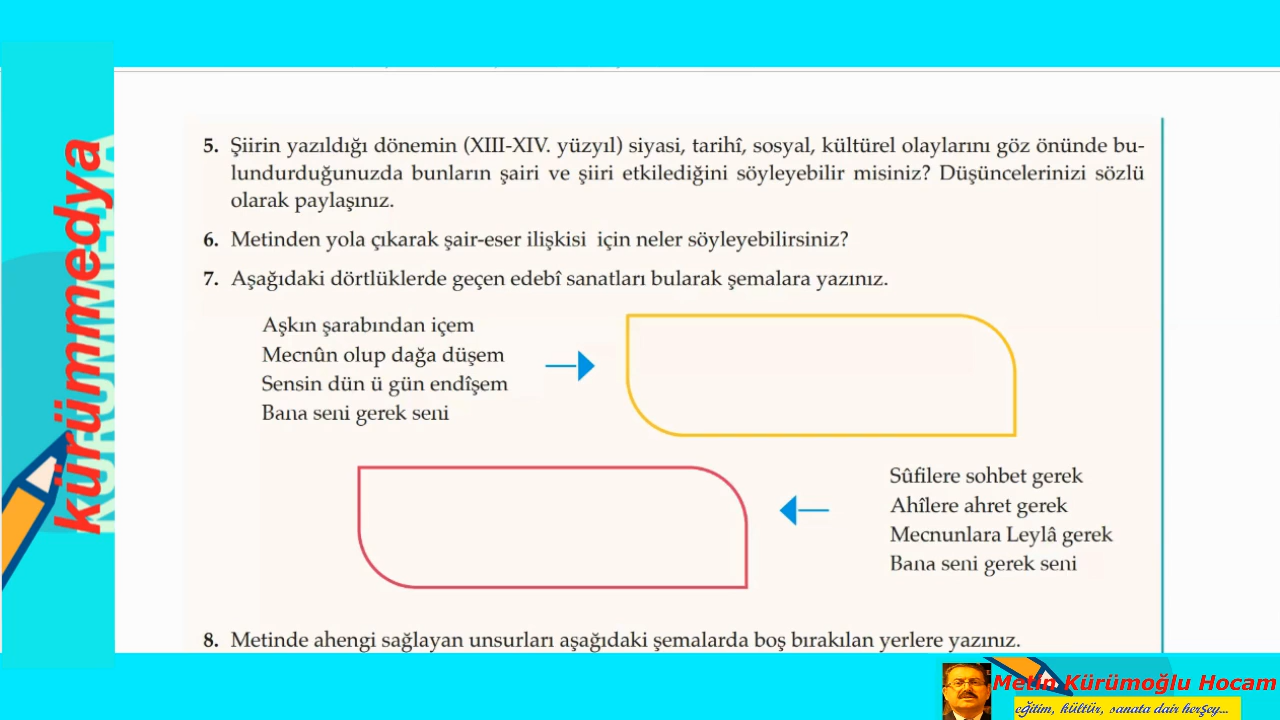 kürümmedya
KÜRÜMMEDYA
5. Şiirin yazıldığı dönemin (XIII-XIV. yüzyıl) siyasi, tarihî, sosyal, kültürel olaylarını göz önünde bu-
lundurduğunuzda bunların şairi ve şiiri etkilediğini söyleyebilir misiniz? Düşüncelerinizi sözlü
olarak paylaşınız.
6. Metinden yola çıkarak şair-eser ilişkisi için neler söyleyebilirsiniz?
7. Aşağıdaki dörtlüklerde geçen edebî sanatları bularak şemalara yazınız.
Aşkın şarabından içem
Mecnûn olup dağa düşem
Sensin dün ü gün endîşem
Bana seni gerek seni
Sûfilere sohbet gerek
Ahîlere ahret gerek
Mecnunlara Leylâ gerek
Bana seni gerek seni
8. Metinde ahengi sağlayan unsurları aşağıdaki şemalarda boş bırakılan yerlere yazınız.
Metin Kürümoğlu Hocam
eğitim, kültür, sanata dair herşey...